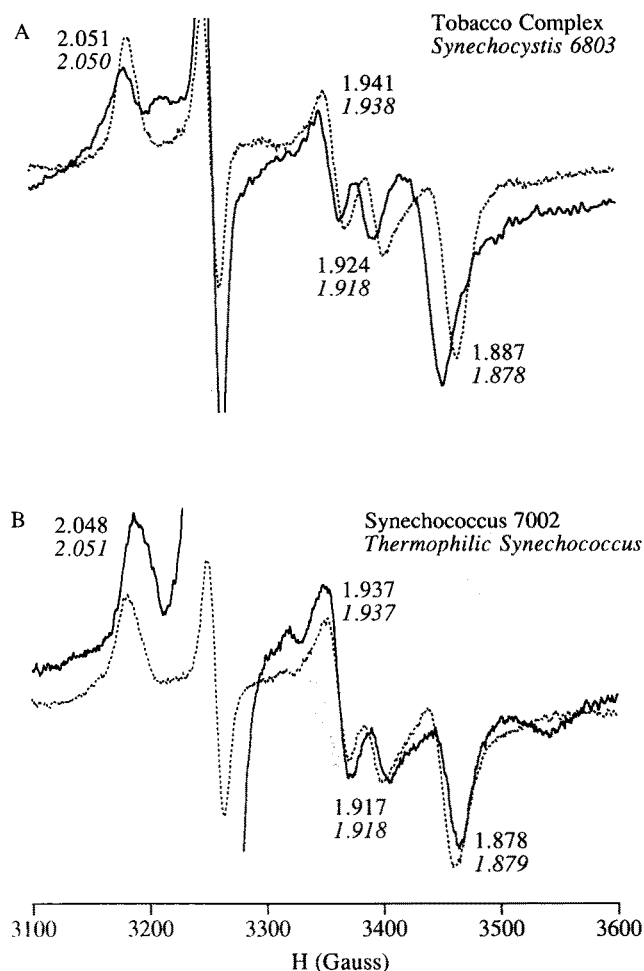 A
Tobacco Complex
Synechocystis 6803
2.051
2.050
1.941
1.938
1.924
1.918
1.887
1.878
B
Synechococcus 7002
Thermophilic Synechococcus
2.048
2.051
1.937
1.937
1.917
1.918
1.878
1.879
3100 3200 3300 3400 3500 3600
H (Gauss)